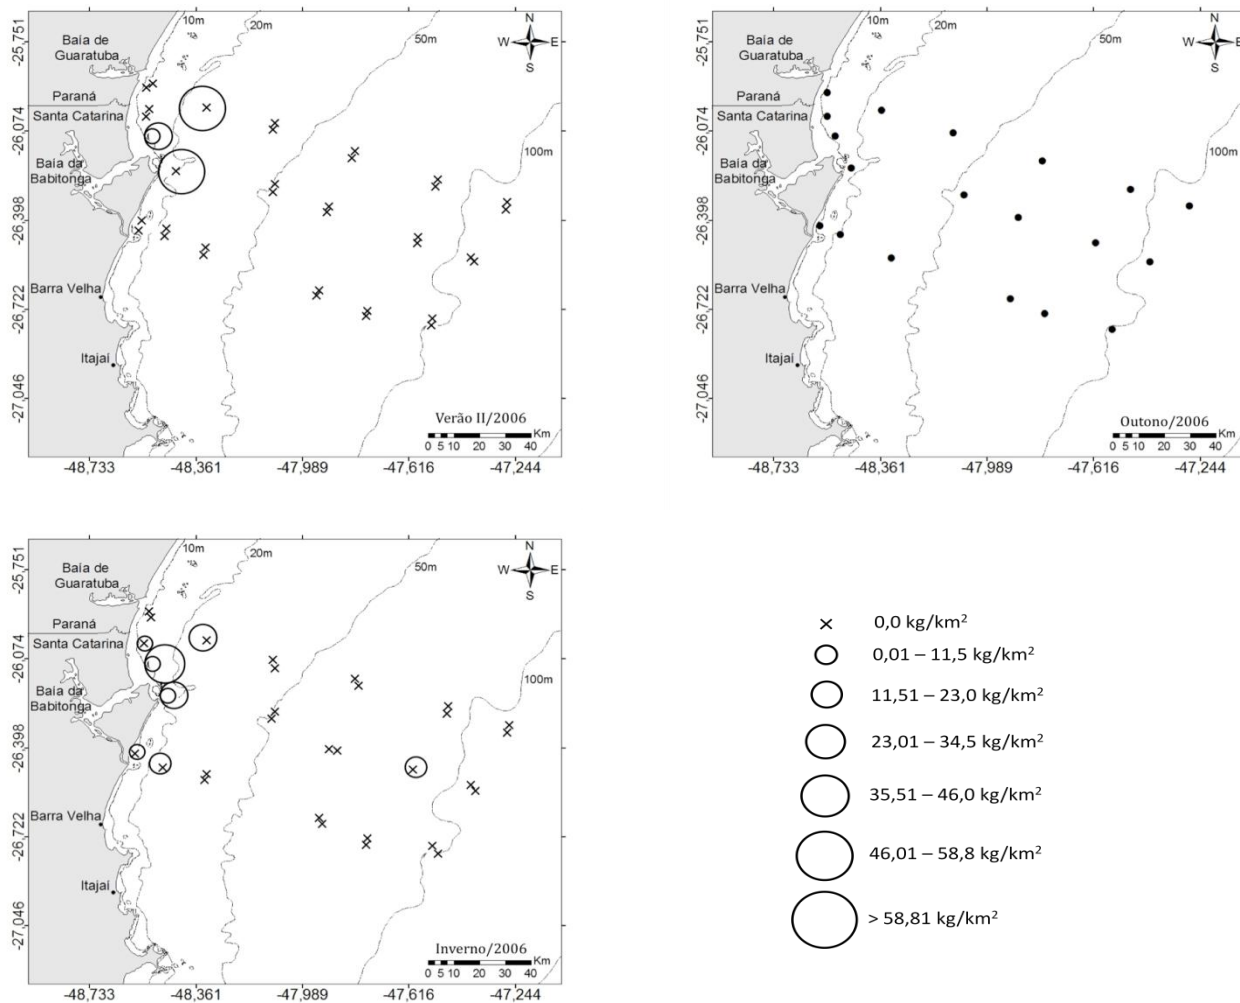 10m
20m
50m
100m
N
W E
S
Baía de
Guaratuba
Paraná
Santa Catarina
Baía da
Babitonga
Barra Velha
Itajaí
Verão II/2006
Km
0 5 10 20 30 40
-25,751
-26,074
-26,398
-26,722
-27,046
-48,733 -48,361 -47,989 -47,616 -47,244
10m
20m
50m
100m
N
W E
S
Baía de
Guaratuba
Paraná
Santa Catarina
Baía da
Babitonga
Barra Velha
Itajaí
Outono/2006
Km
0 5 10 20 30 40
-25,751
-26,074
-26,398
-26,722
-27,046
-48,733 -48,361 -47,989 -47,616 -47,244
10m
20m
50m
100m
N
W E
S
Baía de
Guaratuba
Paraná
Santa Catarina
Baía da
Babitonga
Barra Velha
Itajaí
Inverno/2006
Km
0 5 10 20 30 40
-25,751
-26,074
-26,398
-26,722
-27,046
-48,733 -48,361 -47,989 -47,616 -47,244
0,0 kg/km²
0,01 – 11,5 kg/km²
11,51 – 23,0 kg/km²
23,01 – 34,5 kg/km²
35,51 – 46,0 kg/km²
46,01 – 58,8 kg/km²
> 58,81 kg/km²